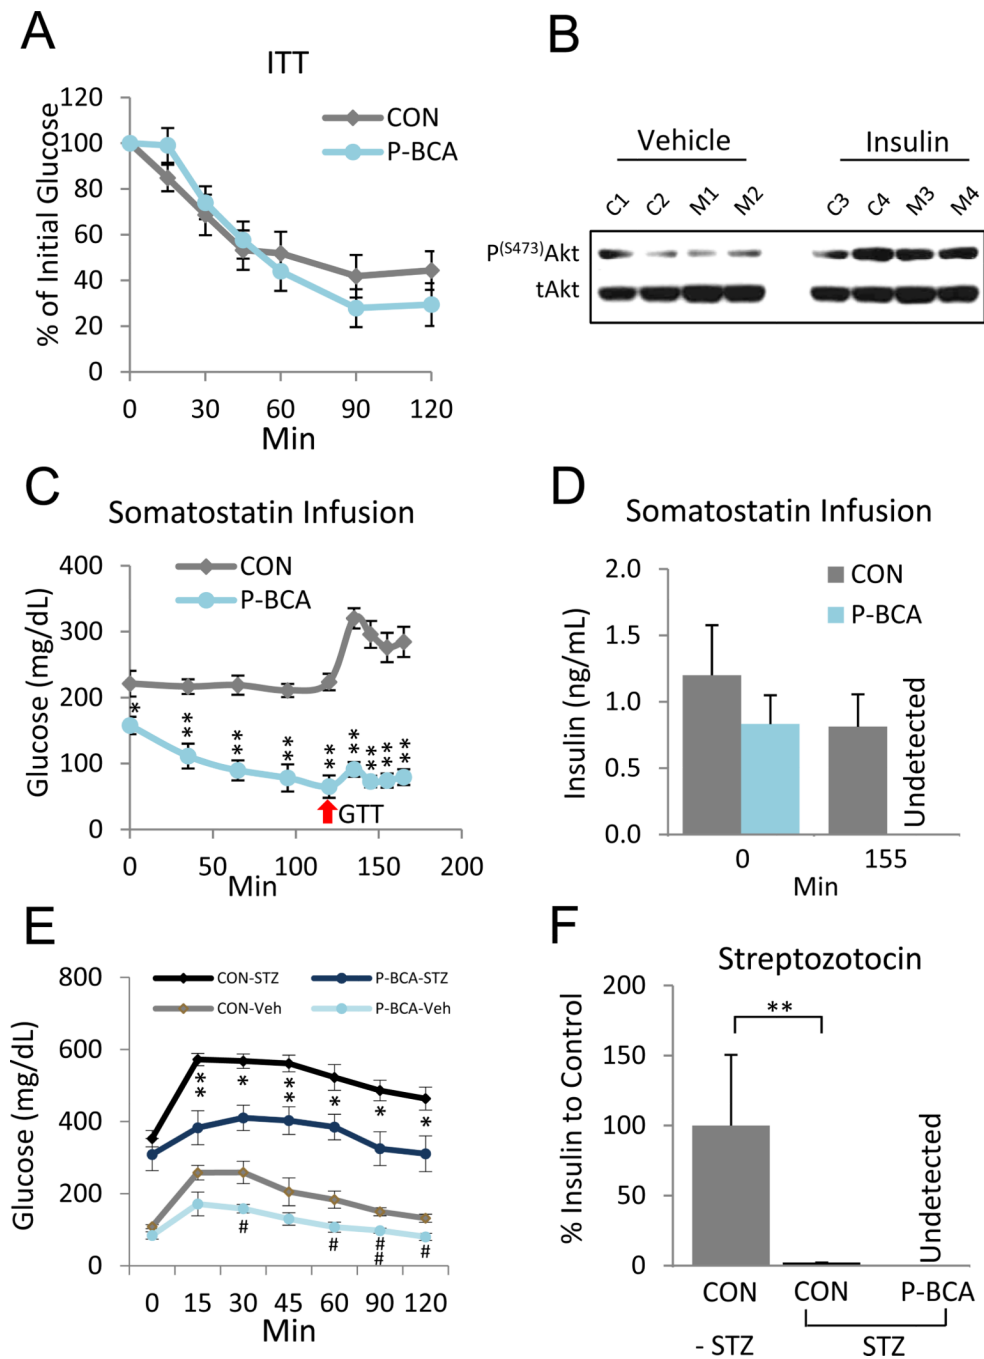 A
ITT
120
100
80
60
40
20
0
% of Initial Glucose
CON
P-BCA
0 30 60 90 120
Min
B
Vehicle Insulin
C1 C2 M1 M2 C3 C4 M3 M4
P(S473)Akt
tAkt
C
Somatostatin Infusion
400
300
200
100
0
Glucose (mg/dL)
CON
P-BCA
*
** ** ** ** ** ** ** **
GTT
0 50 100 150 200
Min
D
Somatostatin Infusion
2.0
1.5
1.0
0.5
0.0
Insulin (ng/mL)
CON
P-BCA
Undetected
0 155
Min
E
800
600
400
200
0
Glucose (mg/dL)
CON-STZ P-BCA-STZ
CON-Veh P-BCA-Veh
** * ** * * *
# # ## #
0 15 30 45 60 90 120
Min
F
Streptozotocin
200
150
100
50
0
% Insulin to Control
**
Undetected
CON CON P-BCA
- STZ STZ